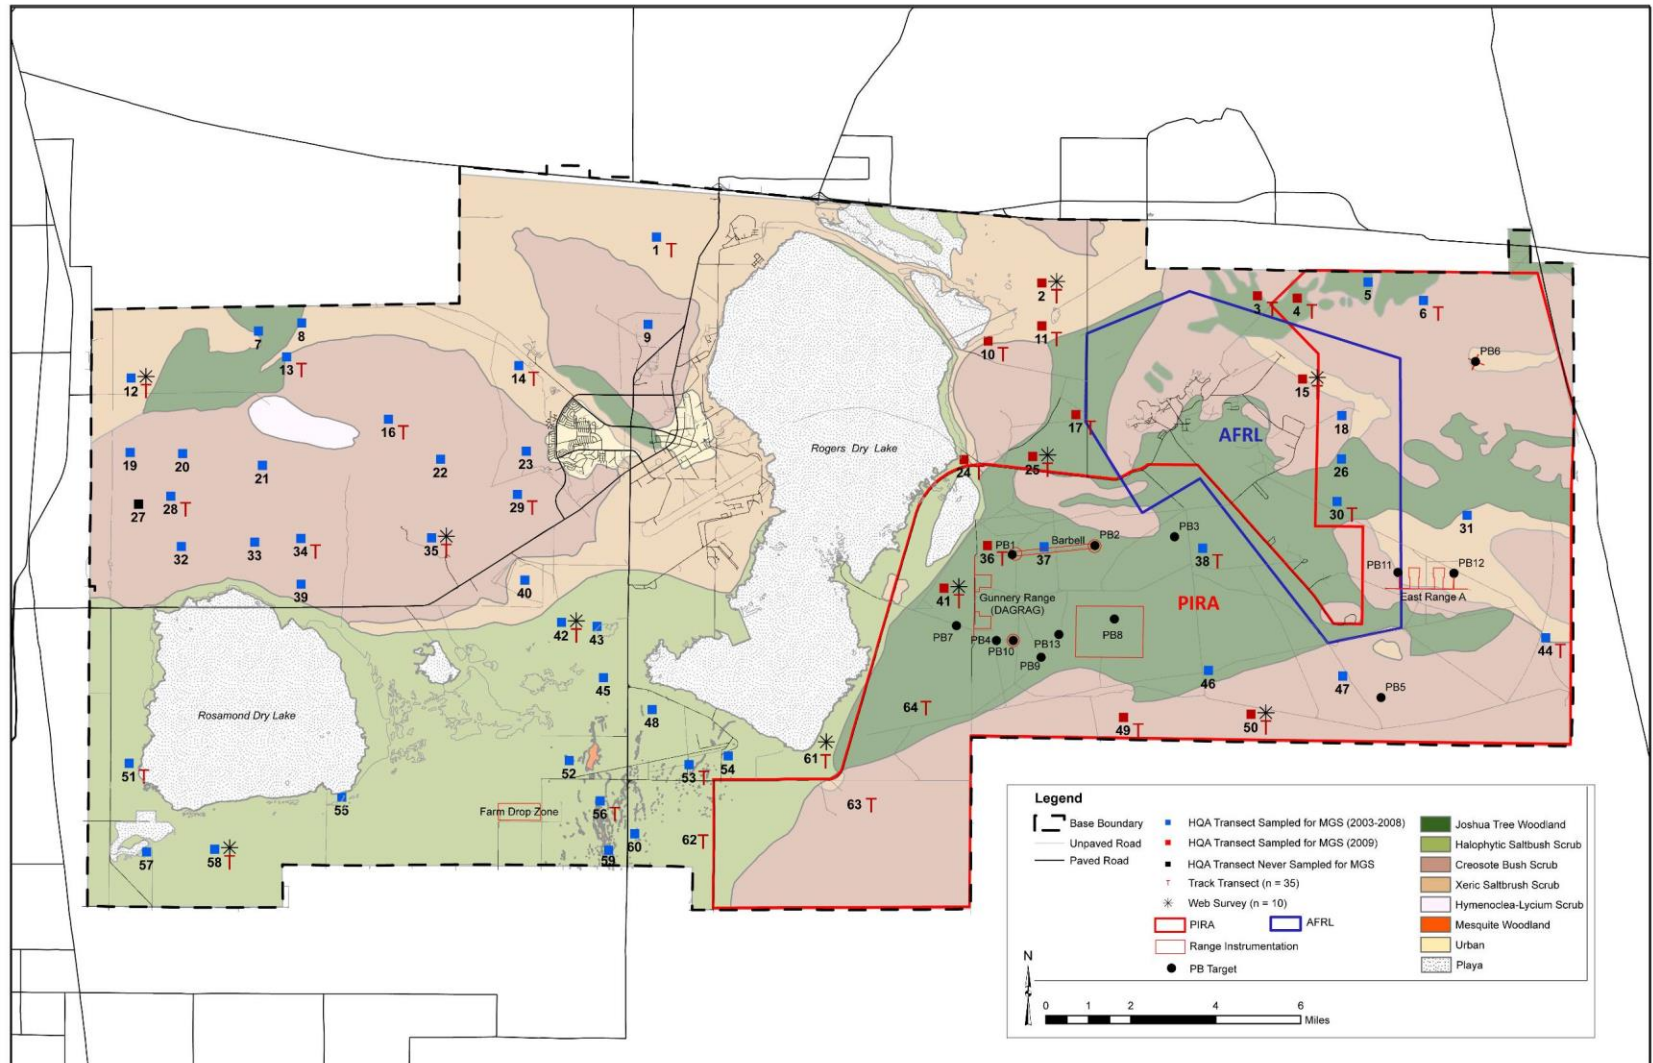 1 T
2 T
3 T
4 T
5
6 T
7
8
9
10 T
11 T
12 T
13 T
14 T
15 T
16 T
17 T
18
19
20
21
22
23
24 T
25 T
26
27
28 T
29 T
30 T
31
32
33
34 T
35 T
36 T
37
38 T
39
40
41 T
42 T
43
44 T
45
46
47
48
49 T
50 T
51 T
52
53 T
54
55
56 T
57
58 T
59
60
61 T
62 T
63 T
64 T
Rogers Dry Lake
Rosamond Dry Lake
Farm Drop Zone
AFRL
PIRA
PB6
PB3
Barbell
PB1
PB2
Gunnery Range
(DAGRAG)
PB7
PB4
PB10
PB13
PB9
PB8
PB11
PB12
East Range A
PB5
Legend
Base Boundary
Unpaved Road
Paved Road
HQA Transect Sampled for MGS (2003-2008)
HQA Transect Sampled for MGS (2009)
HQA Transect Never Sampled for MGS
T Track Transect (n = 35)
Web Survey (n = 10)
PIRA
AFRL
Range Instrumentation
PB Target
Joshua Tree Woodland
Halophytic Saltbush Scrub
Creosote Bush Scrub
Xeric Saltbrush Scrub
Hymenoclea-Lycium Scrub
Mesquite Woodland
Urban
Playa
N
0 1 2 4 6
Miles